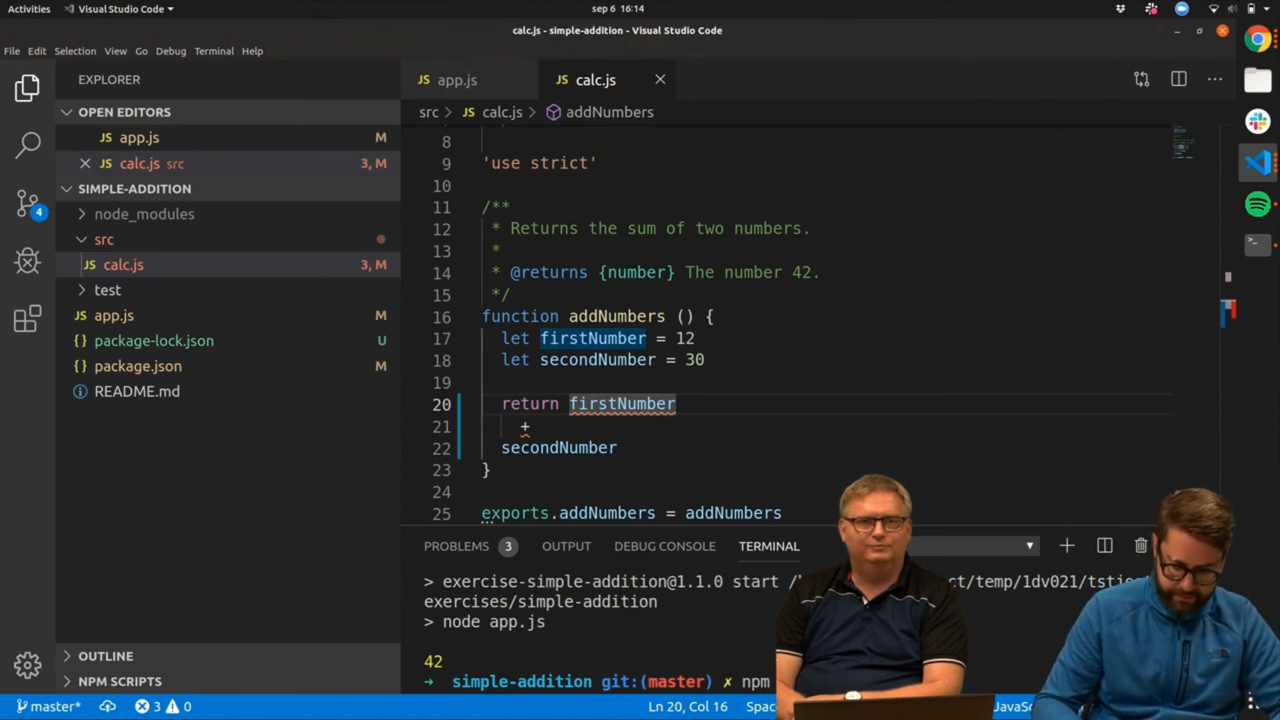 Activities
Visual Studio Code
sep 6 16:14
calc.js - simple-addition - Visual Studio Code
File Edit Selection View Go Debug Terminal Help
EXPLORER
OPEN EDITORS
JS app.js M
JS calc.js src 3, M
SIMPLE-ADDITION
node_modules
src
JS calc.js 3, M
test
JS app.js M
{} package-lock.json U
{} package.json M
README.md
OUTLINE
NPM SCRIPTS
4
JS app.js
JS calc.js
src > JS calc.js > addNumbers
8
9 'use strict'
10
11 /**
12 * Returns the sum of two numbers.
13 *
14 * @returns {number} The number 42.
15 */
16 function addNumbers () {
17 let firstNumber = 12
18 let secondNumber = 30
19
20 return firstNumber
21 +
22 secondNumber
23 }
24
25 exports.addNumbers = addNumbers
PROBLEMS 3 OUTPUT DEBUG CONSOLE TERMINAL
> exercise-simple-addition@1.1.0 start /h ct/temp/1dv021/tstjo
exercises/simple-addition
> node app.js
42
→ simple-addition git:(master) ✗ npm
master* 3 0 Ln 20, Col 16